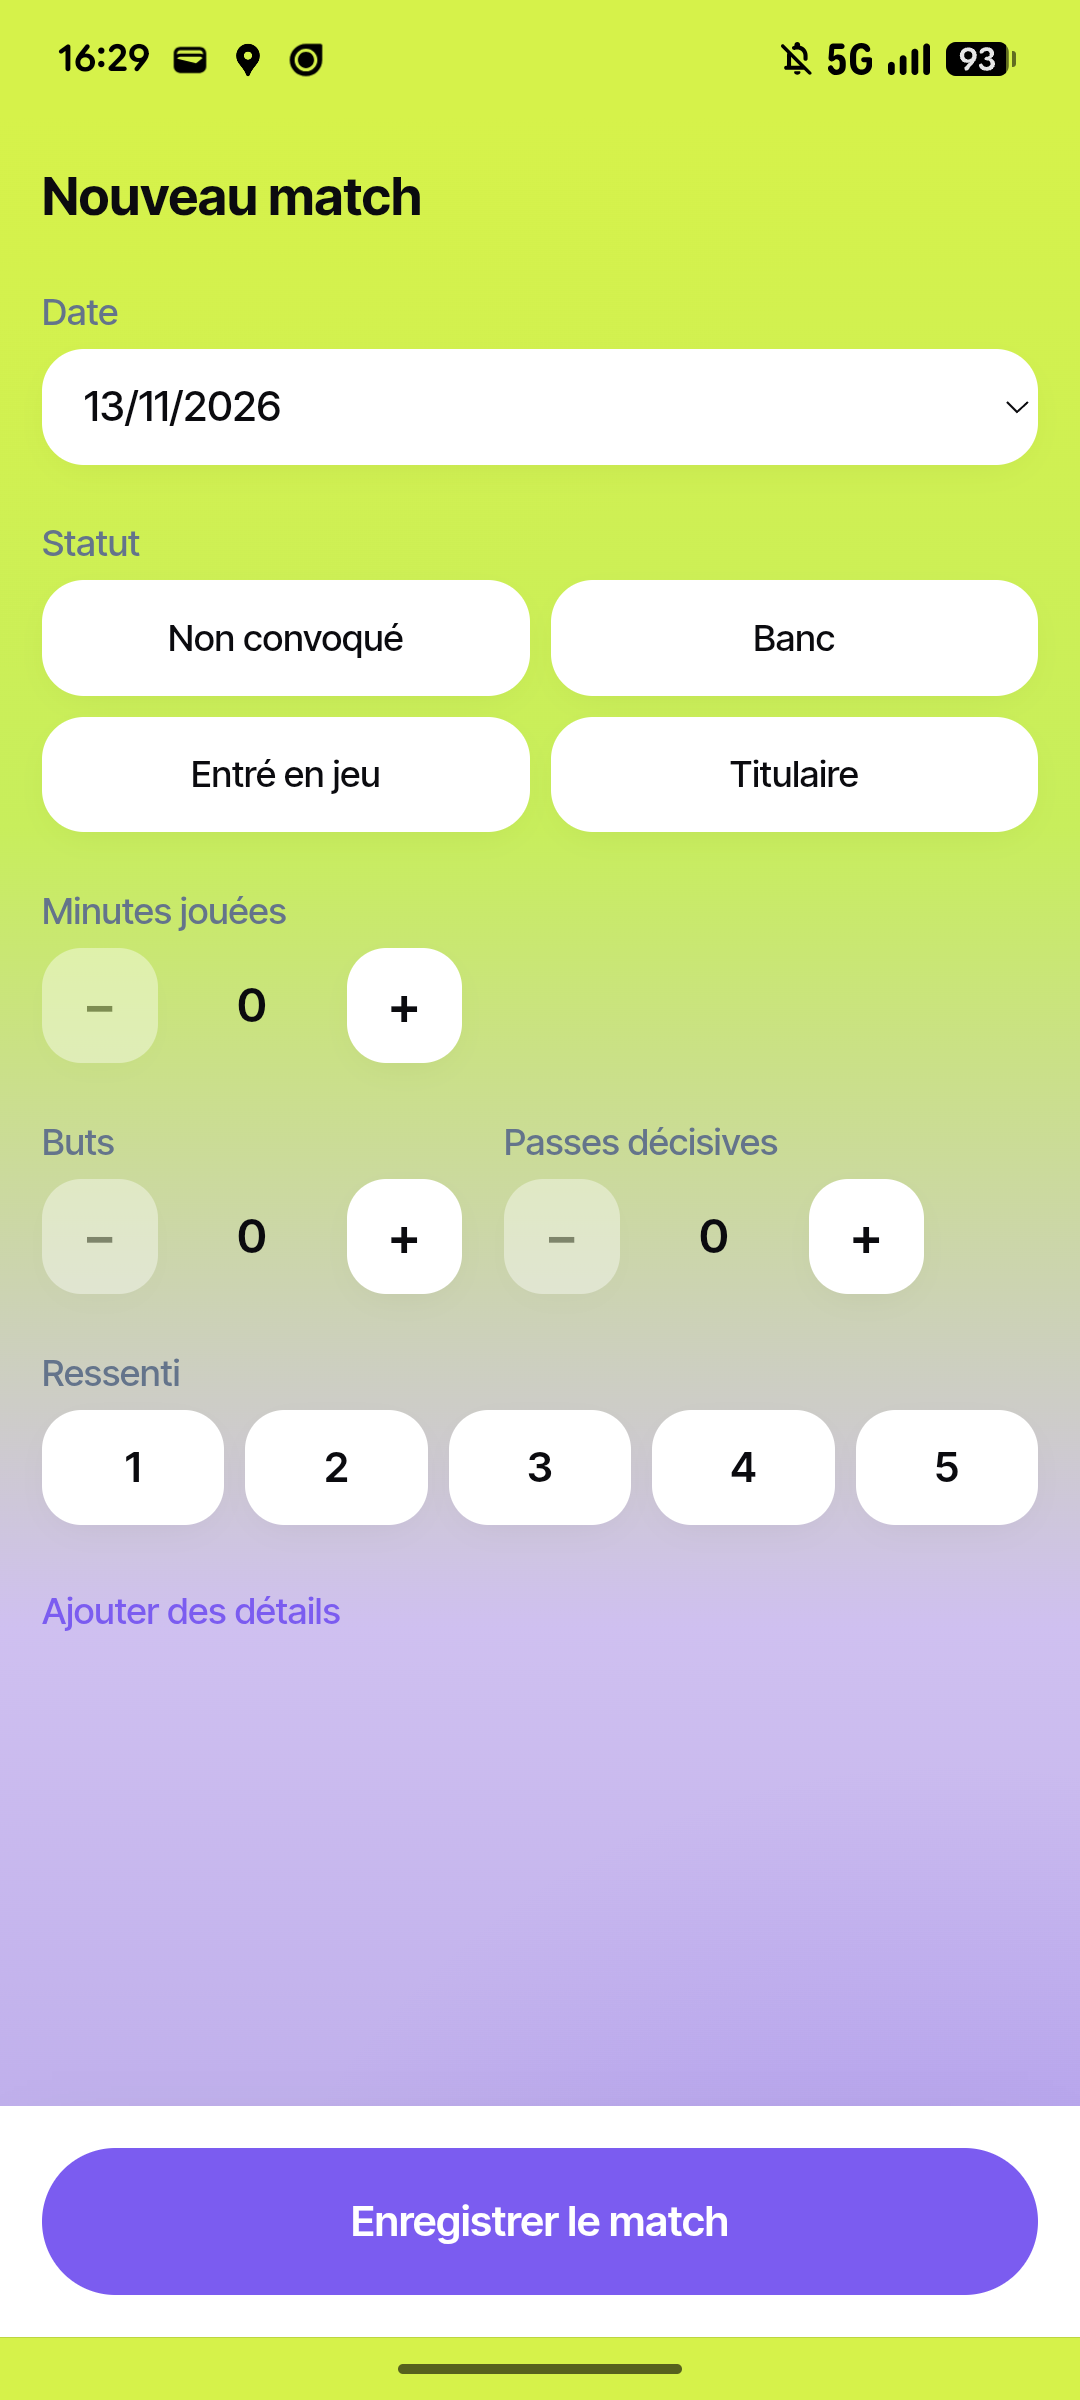 16:29 5G 93
Nouveau match
Date
13/11/2026
Statut
Non convoqué Banc
Entré en jeu Titulaire
Minutes jouées
− 0 +
Buts Passes décisives
− 0 + − 0 +
Ressenti
1 2 3 4 5
Ajouter des détails
Enregistrer le match